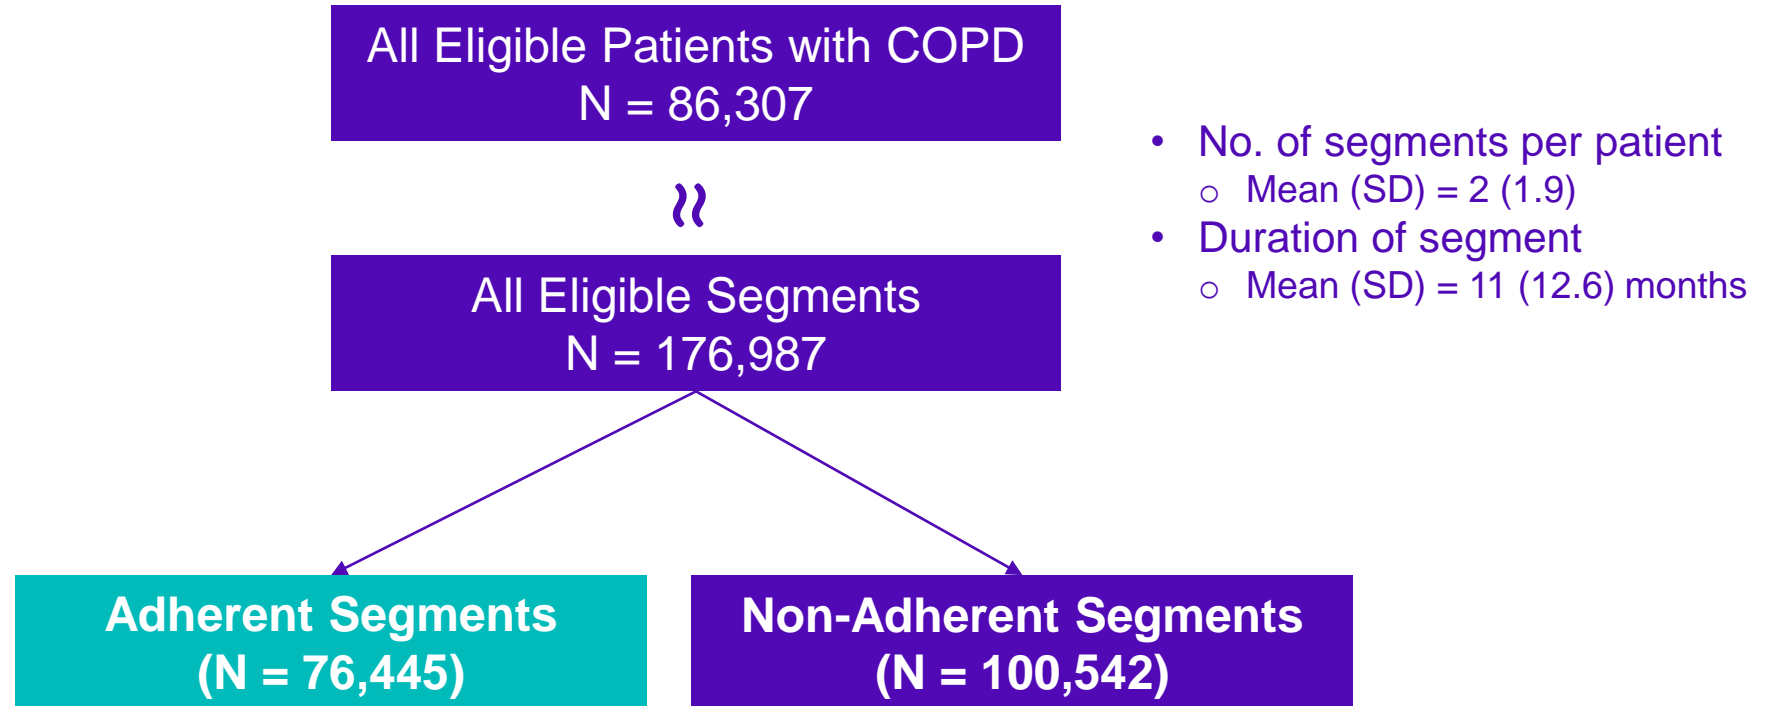 All Eligible Patients with COPD
N = 86,307
≈
All Eligible Segments
N = 176,987
• No. of segments per patient
o Mean (SD) = 2 (1.9)
• Duration of segment
o Mean (SD) = 11 (12.6) months
Adherent Segments
(N = 76,445)
Non-Adherent Segments
(N = 100,542)